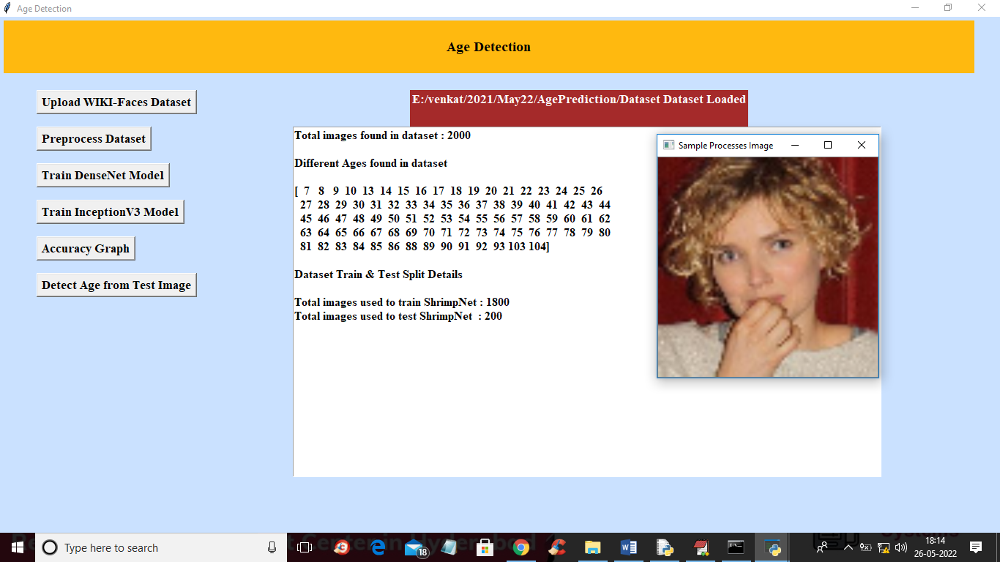 Age Detection
Age Detection
Upload WIKI-Faces Dataset
Preprocess Dataset
Train DenseNet Model
Train InceptionV3 Model
Accuracy Graph
Detect Age from Test Image
E:/venkat/2021/May22/AgePrediction/Dataset Dataset Loaded
Total images found in dataset : 2000
Different Ages found in dataset
[ 7 8 9 10 13 14 15 16 17 18 19 20 21 22 23 24 25 26
27 28 29 30 31 32 33 34 35 36 37 38 39 40 41 42 43 44
45 46 47 48 49 50 51 52 53 54 55 56 57 58 59 60 61 62
63 64 65 66 67 68 69 70 71 72 73 74 75 76 77 78 79 80
81 82 83 84 85 86 88 89 90 91 92 93 103 104]
Dataset Train & Test Split Details
Total images used to train ShrimpNet : 1800
Total images used to test ShrimpNet : 200
Sample Processes Image
Type here to search
18
18:14
26-05-2022